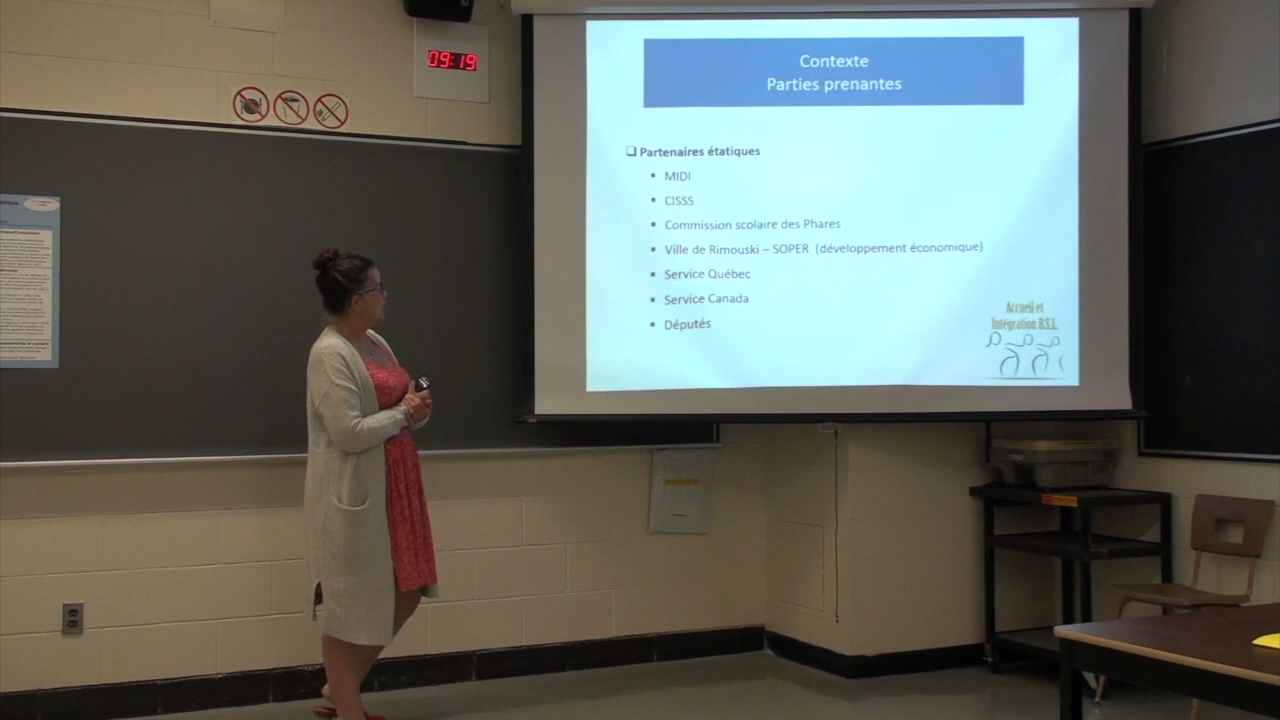 09:19
Contexte
Parties prenantes
❑ Partenaires étatiques
▪ MIDI
▪ CISSS
▪ Commission scolaire des Phares
▪ Ville de Rimouski – SOPER (développement économique)
▪ Service Québec
▪ Service Canada
▪ Députés
Accueil et
Intégration B.S.L.